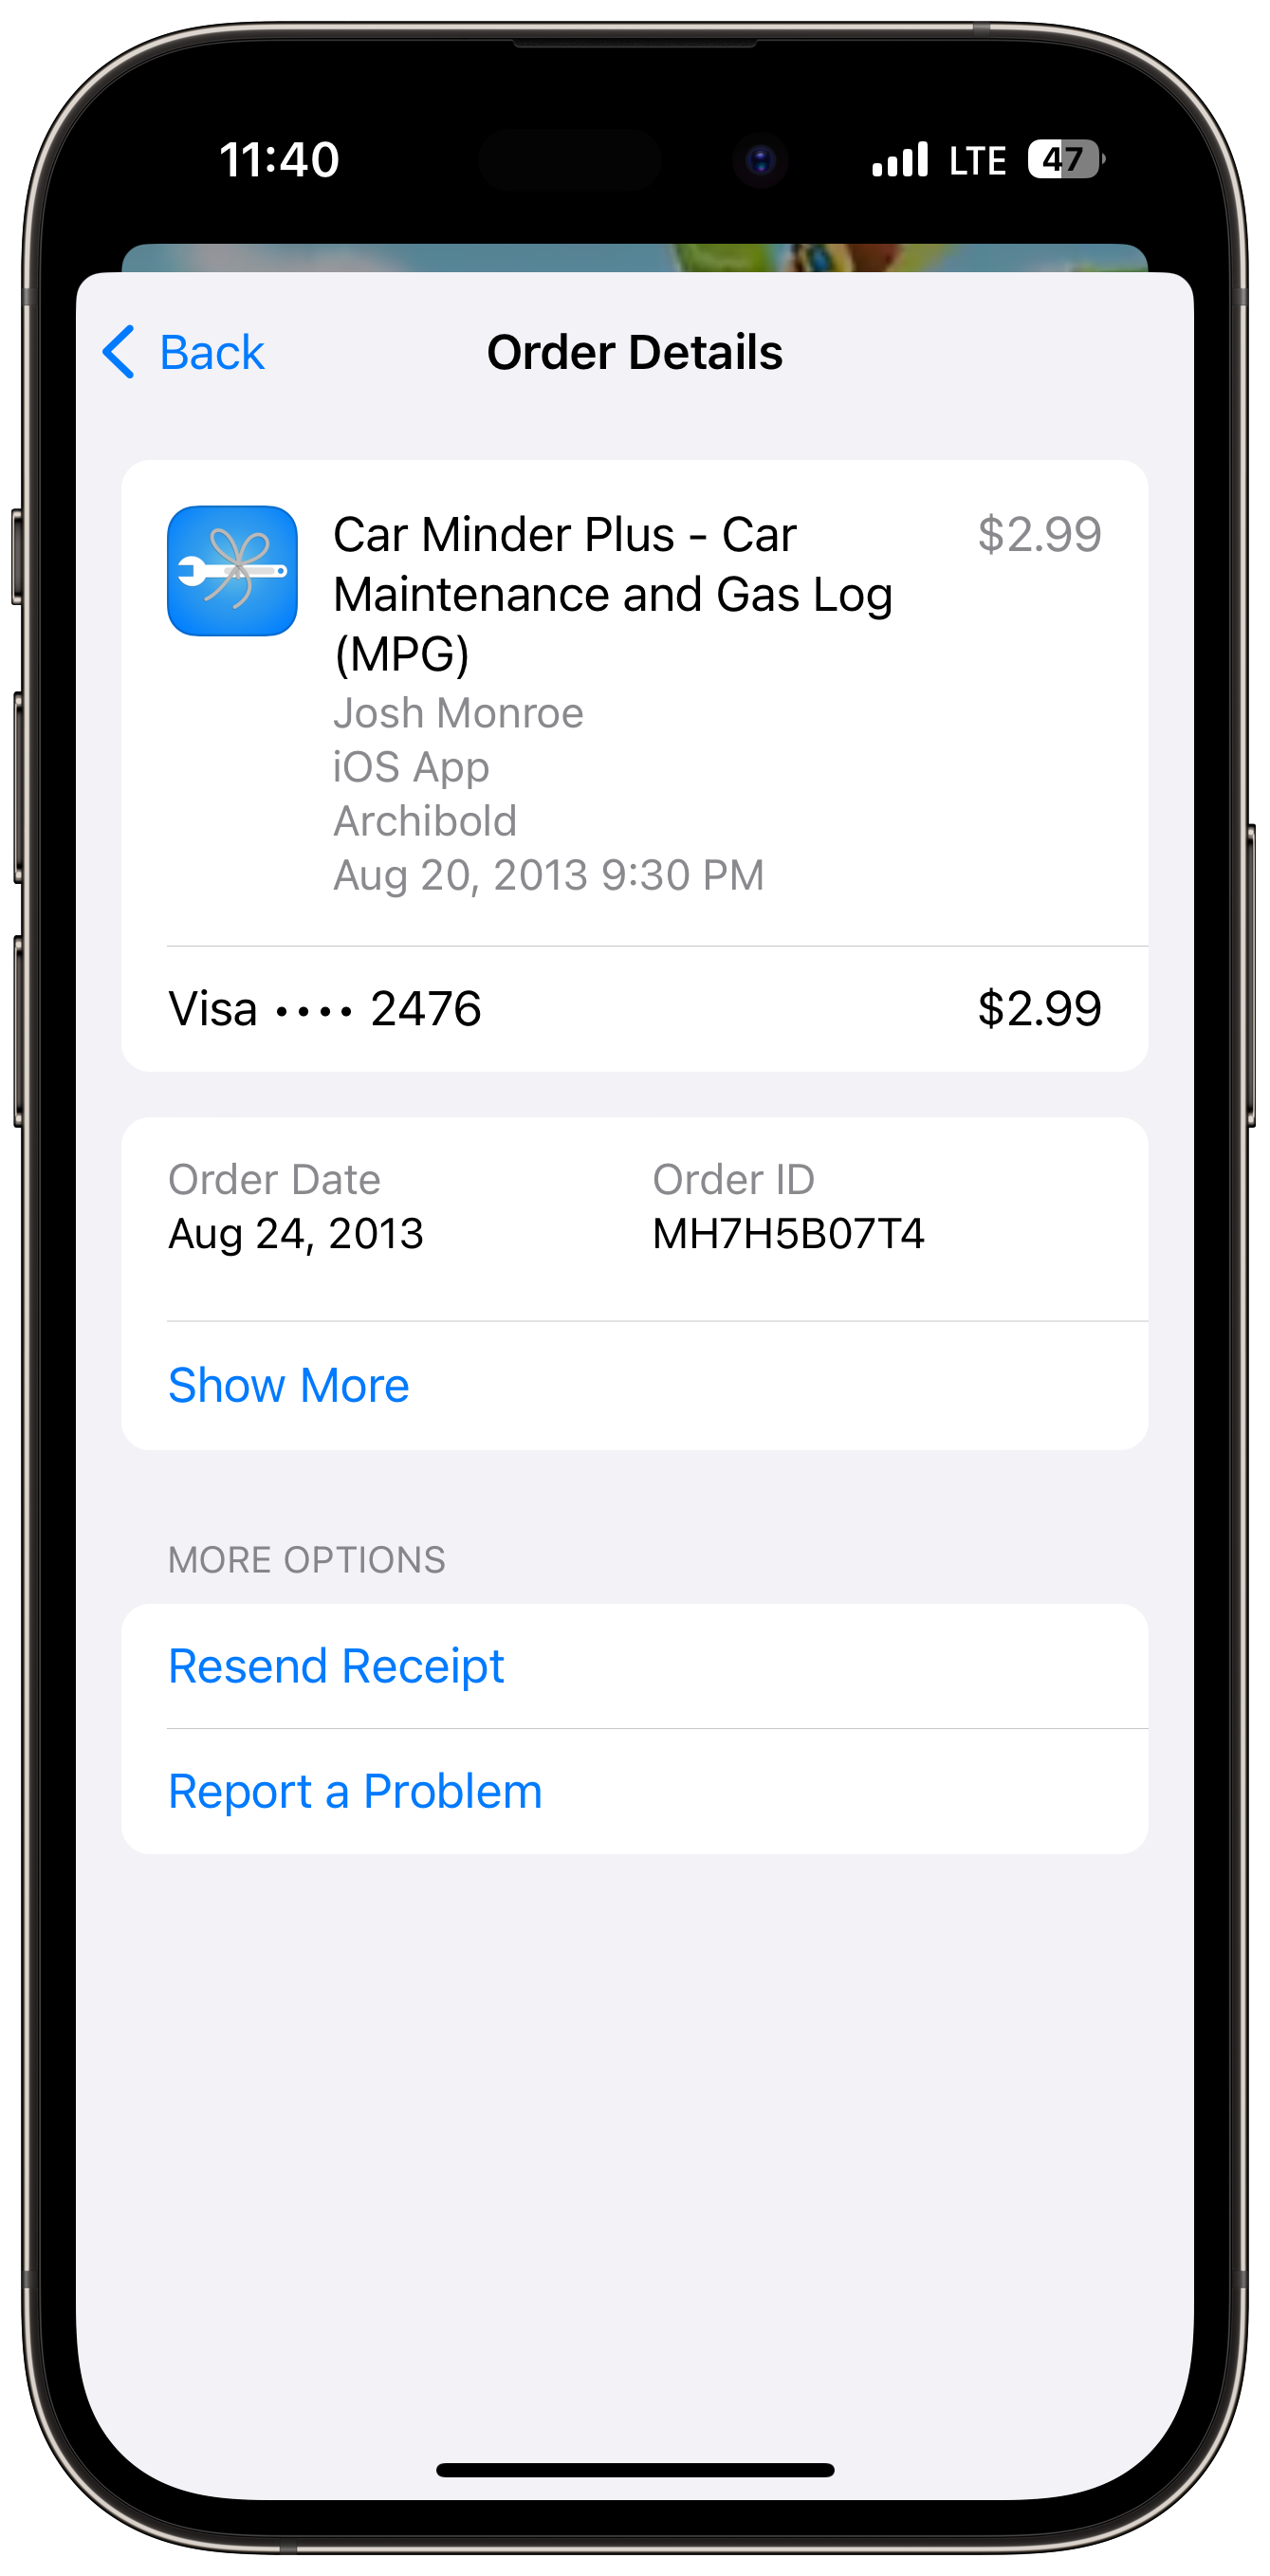 11:40
LTE 47
Back
Order Details
Car Minder Plus - Car
Maintenance and Gas Log
(MPG)
$2.99
Josh Monroe
iOS App
Archibold
Aug 20, 2013 9:30 PM
Visa •••• 2476
$2.99
Order Date
Order ID
Aug 24, 2013
MH7H5B07T4
Show More
MORE OPTIONS
Resend Receipt
Report a Problem